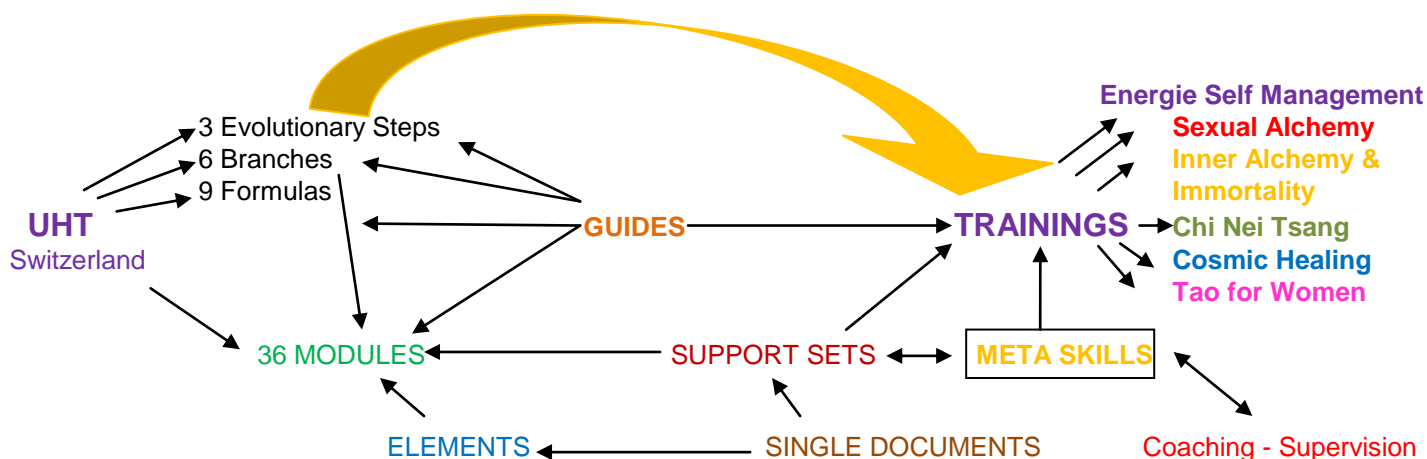 Energie Self Management
3 Evolutionary Steps
Sexual Alchemy
6 Branches
Inner Alchemy &
9 Formulas
Immortality
UHT
GUIDES
TRAININGS
Chi Nei Tsang
Switzerland
Cosmic Healing
Tao for Women
36 MODULES
SUPPORT SETS
META SKILLS
ELEMENTS
SINGLE DOCUMENTS
Coaching - Supervision